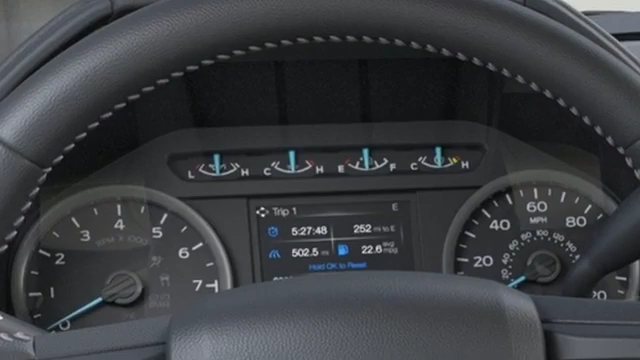 L H C H E F C H
Trip 1 E
5:27:48 252 mi to E
502.5 mi 22.6 avg mpg
Hold OK to Reset
0 1 2 3 4 5 6 7
RPM X 1000
20 40 60 80
MPH